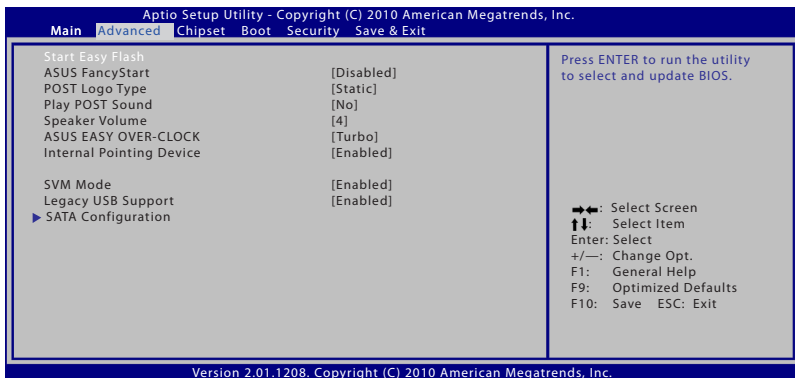 Aptio Setup Utility - Copyright (C) 2010 American Megatrends, Inc.
Main Advanced Chipset Boot Security Save & Exit
Start Easy Flash
ASUS FancyStart [Disabled]
POST Logo Type [Static]
Play POST Sound [No]
Speaker Volume [4]
ASUS EASY OVER-CLOCK [Turbo]
Internal Pointing Device [Enabled]
SVM Mode [Enabled]
Legacy USB Support [Enabled]
SATA Configuration
Press ENTER to run the utility
to select and update BIOS.
→←: Select Screen
↑↓: Select Item
Enter: Select
+/—: Change Opt.
F1: General Help
F9: Optimized Defaults
F10: Save ESC: Exit
Version 2.01.1208. Copyright (C) 2010 American Megatrends, Inc.